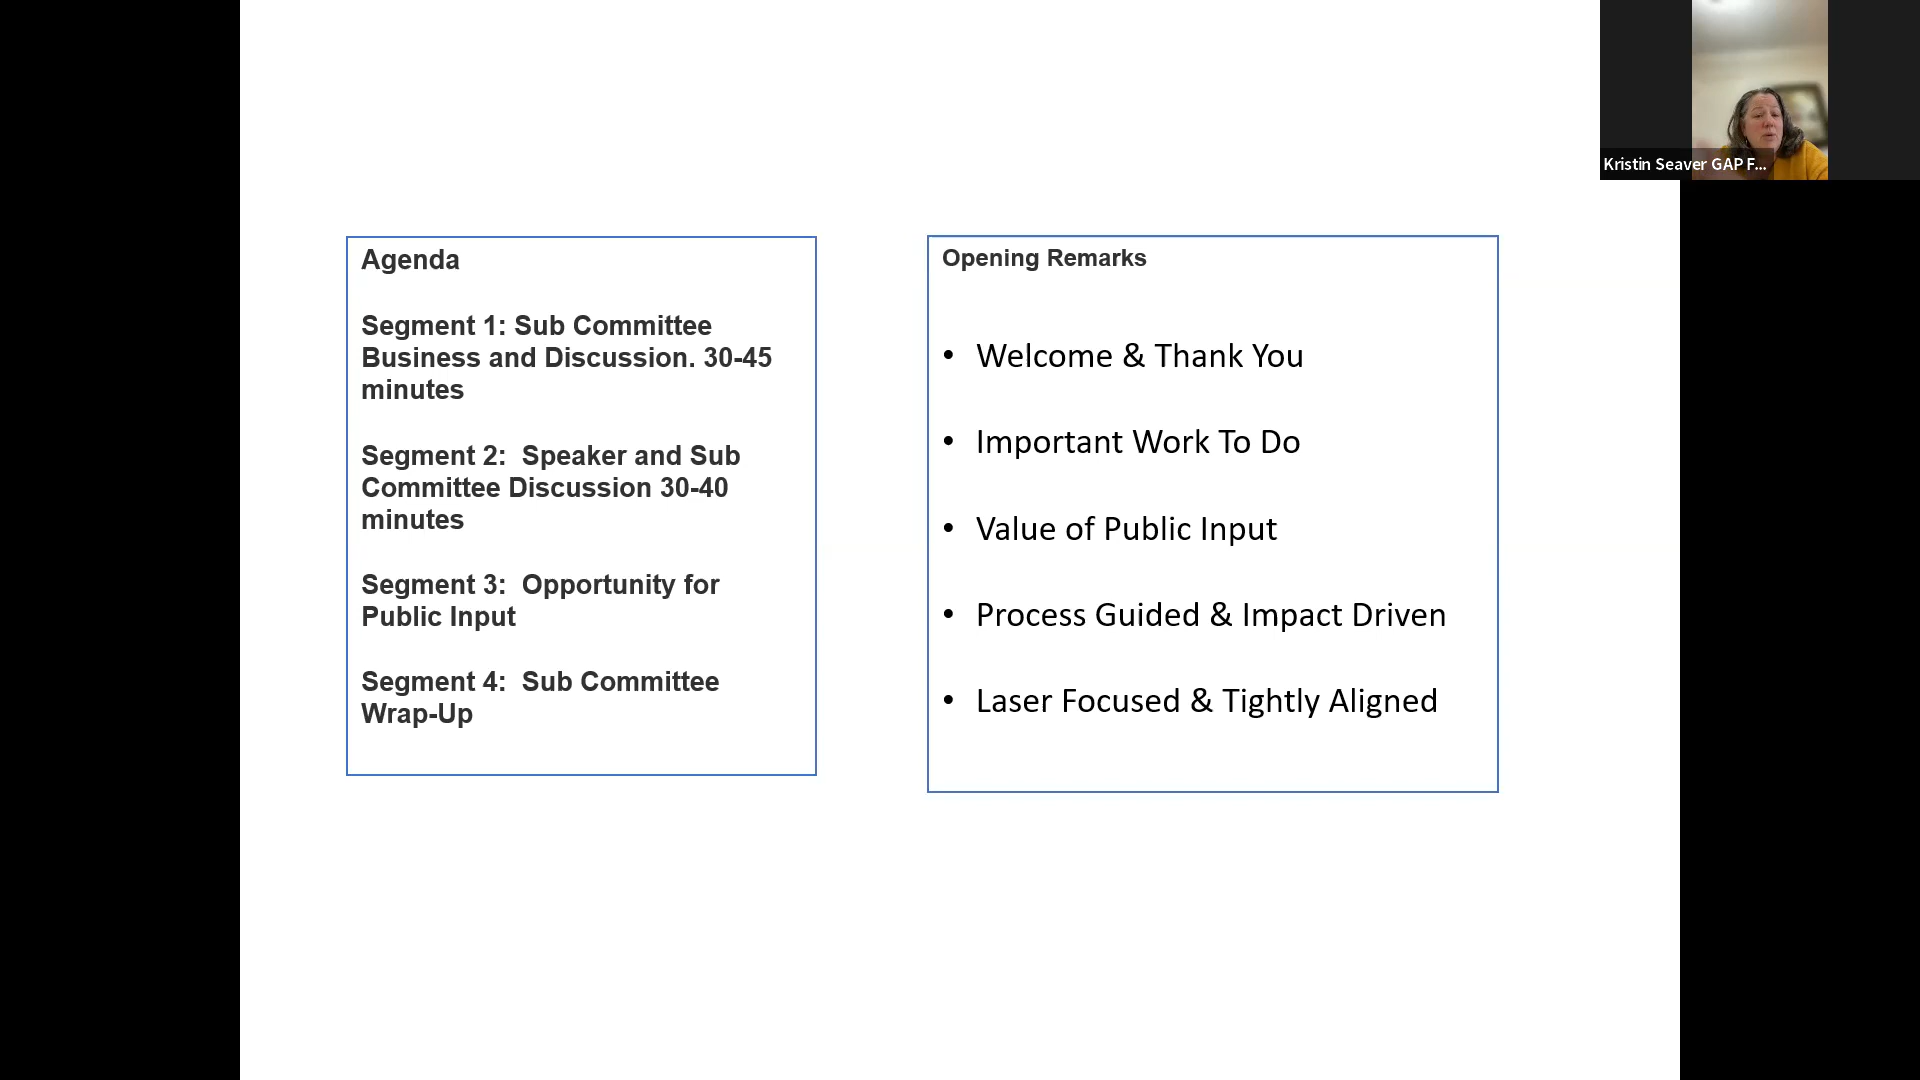 Kristin Seaver GAP F...
Agenda
Segment 1: Sub Committee
Business and Discussion. 30-45
minutes
Segment 2:  Speaker and Sub
Committee Discussion 30-40
minutes
Segment 3:  Opportunity for
Public Input
Segment 4:  Sub Committee
Wrap-Up
Opening Remarks
• Welcome & Thank You
• Important Work To Do
• Value of Public Input
• Process Guided & Impact Driven
• Laser Focused & Tightly Aligned